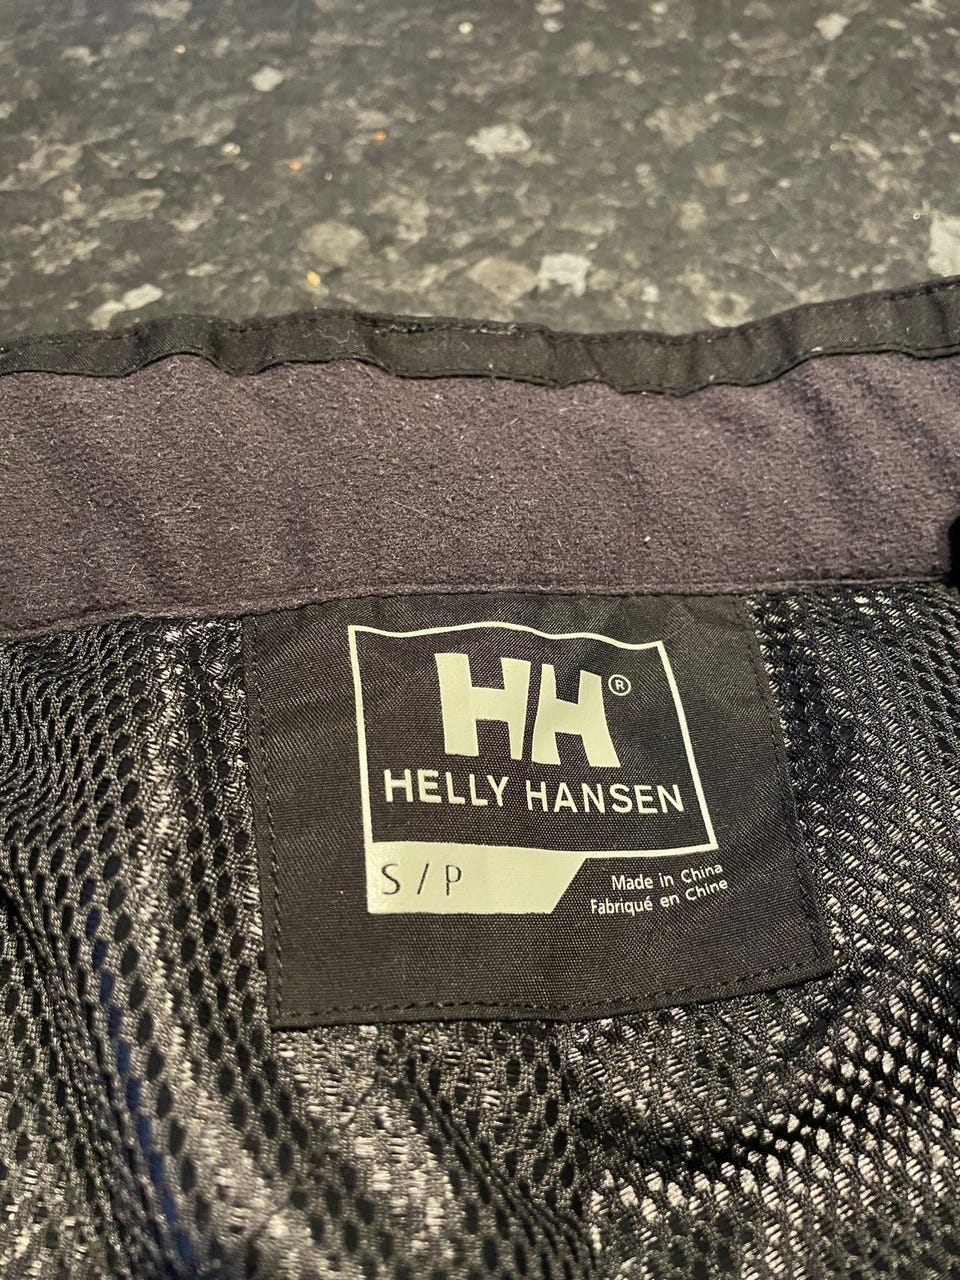 HH®
HELLY HANSEN
S / P
Made in China
Fabriqué en Chine